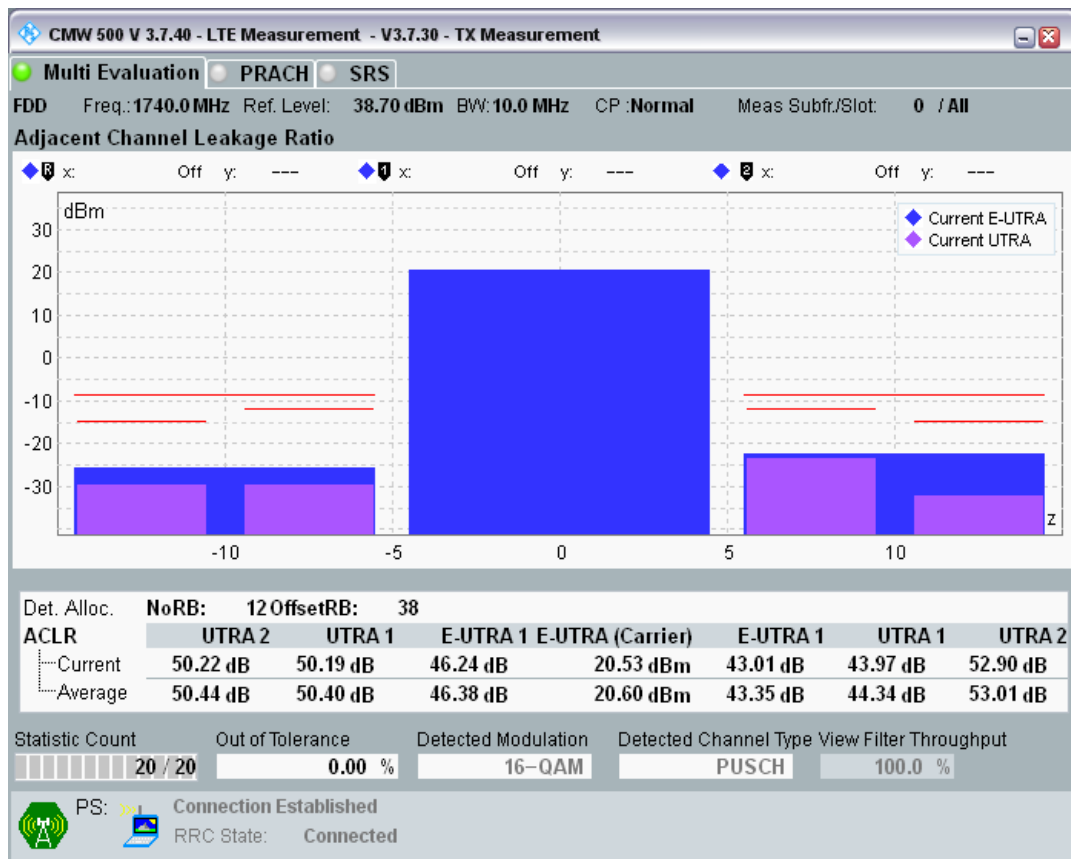 CMW 500 V 3.7.40 - LTE Measurement - V3.7.30 - TX Measurement
Multi Evaluation PRACH SRS
FDD Freq.:1740.0 MHz Ref. Level: 38.70 dBm BW:10.0 MHz CP :Normal Meas Subfr./Slot: 0 / All
Adjacent Channel Leakage Ratio
R x: Off y: --- 1 x: Off y: --- 2 x: Off y: ---
dBm
Current E-UTRA
Current UTRA
30
20
10
0
-10
-20
-30
z
-10 -5 0 5 10
Det. Alloc. NoRB: 12 OffsetRB: 38
ACLR UTRA 2 UTRA 1 E-UTRA 1 E-UTRA (Carrier) E-UTRA 1 UTRA 1 UTRA 2
Current 50.22 dB 50.19 dB 46.24 dB 20.53 dBm 43.01 dB 43.97 dB 52.90 dB
Average 50.44 dB 50.40 dB 46.38 dB 20.60 dBm 43.35 dB 44.34 dB 53.01 dB
Statistic Count Out of Tolerance Detected Modulation Detected Channel Type View Filter Throughput
20 / 20 0.00 % 16-QAM PUSCH 100.0 %
PS: Connection Established
RRC State: Connected